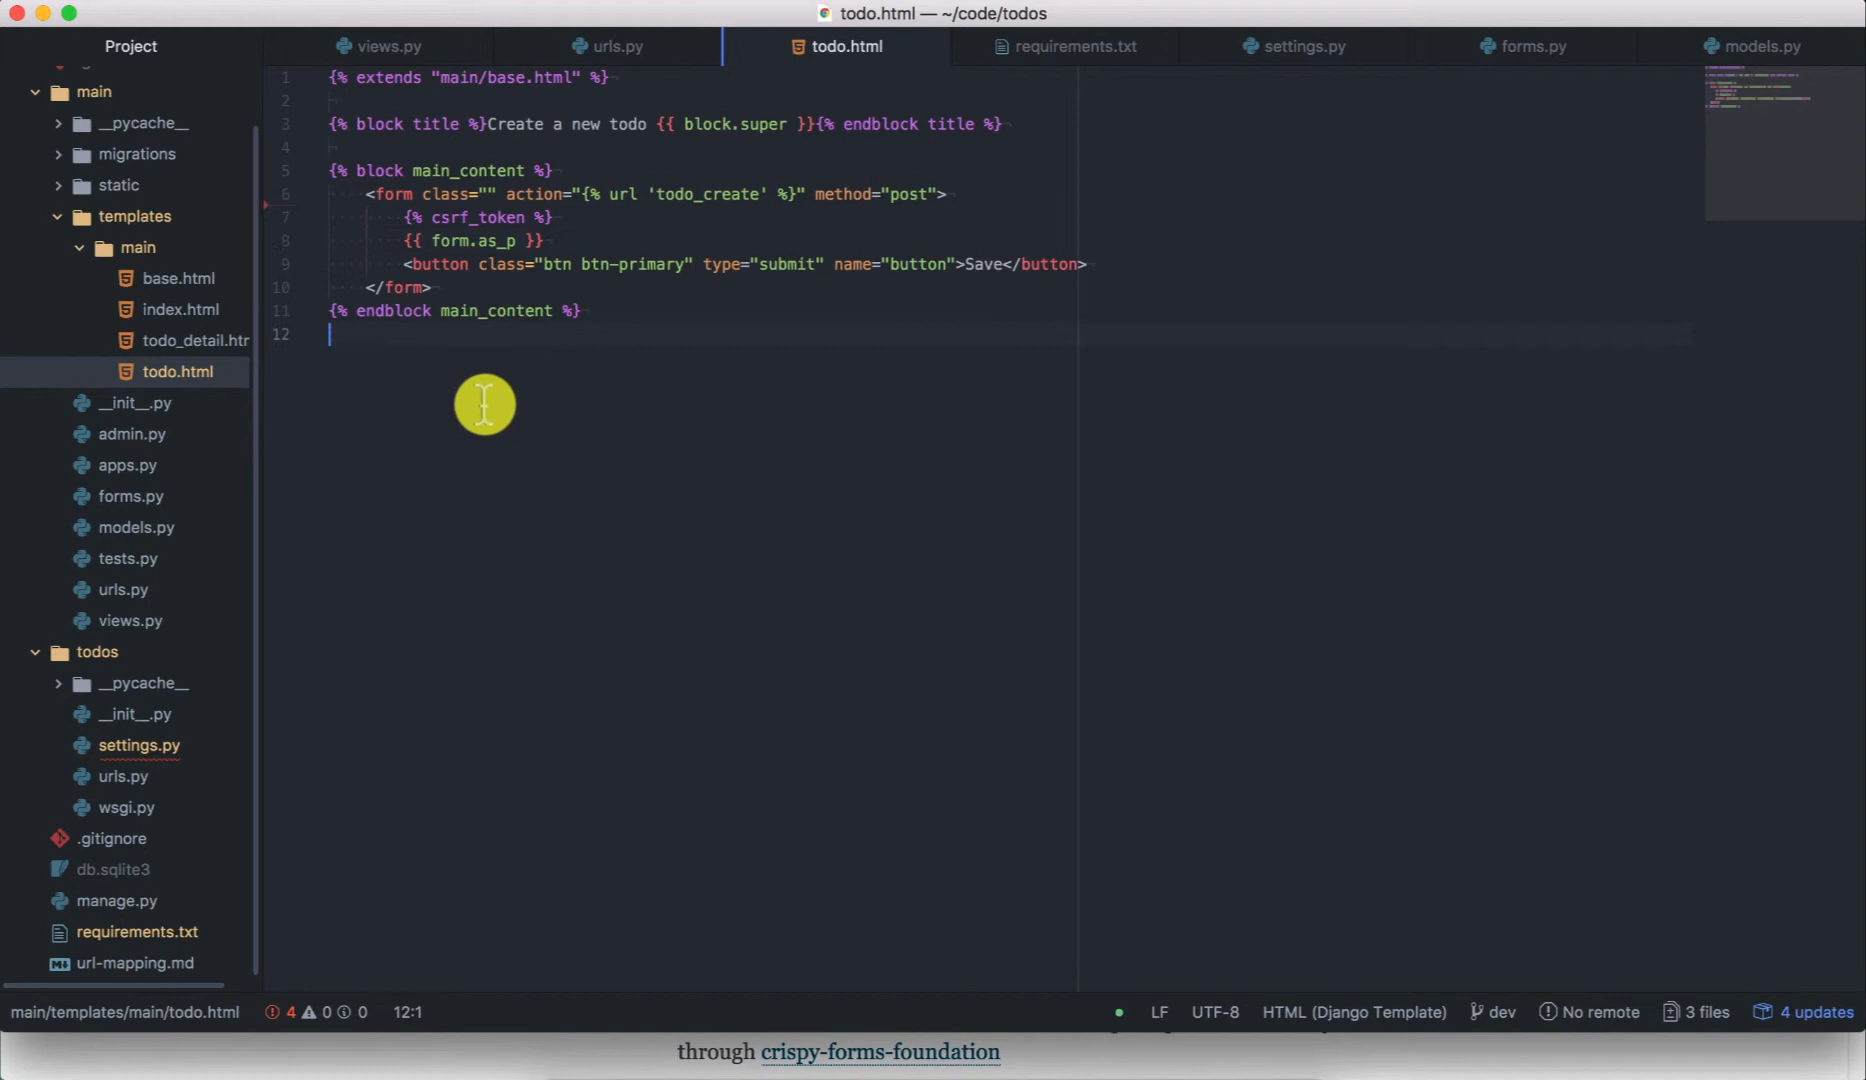 todo.html — ~/code/todos
Project
views.py
urls.py
todo.html
requirements.txt
settings.py
forms.py
models.py
main
__pycache__
migrations
static
templates
main
base.html
index.html
todo_detail.htr
todo.html
__init__.py
admin.py
apps.py
forms.py
models.py
tests.py
urls.py
views.py
todos
__pycache__
__init__.py
settings.py
urls.py
wsgi.py
.gitignore
db.sqlite3
manage.py
requirements.txt
url-mapping.md
1 {% extends "main/base.html" %}
2
3 {% block title %}Create a new todo {{ block.super }}{% endblock title %}
4
5 {% block main_content %}
6 <form class="" action="{% url 'todo_create' %}" method="post">
7 {% csrf_token %}
8 {{ form.as_p }}
9 <button class="btn btn-primary" type="submit" name="button">Save</button>
10 </form>
11 {% endblock main_content %}
12
main/templates/main/todo.html 4 0 0 12:1 LF UTF-8 HTML (Django Template) dev No remote 3 files 4 updates
through crispy-forms-foundation